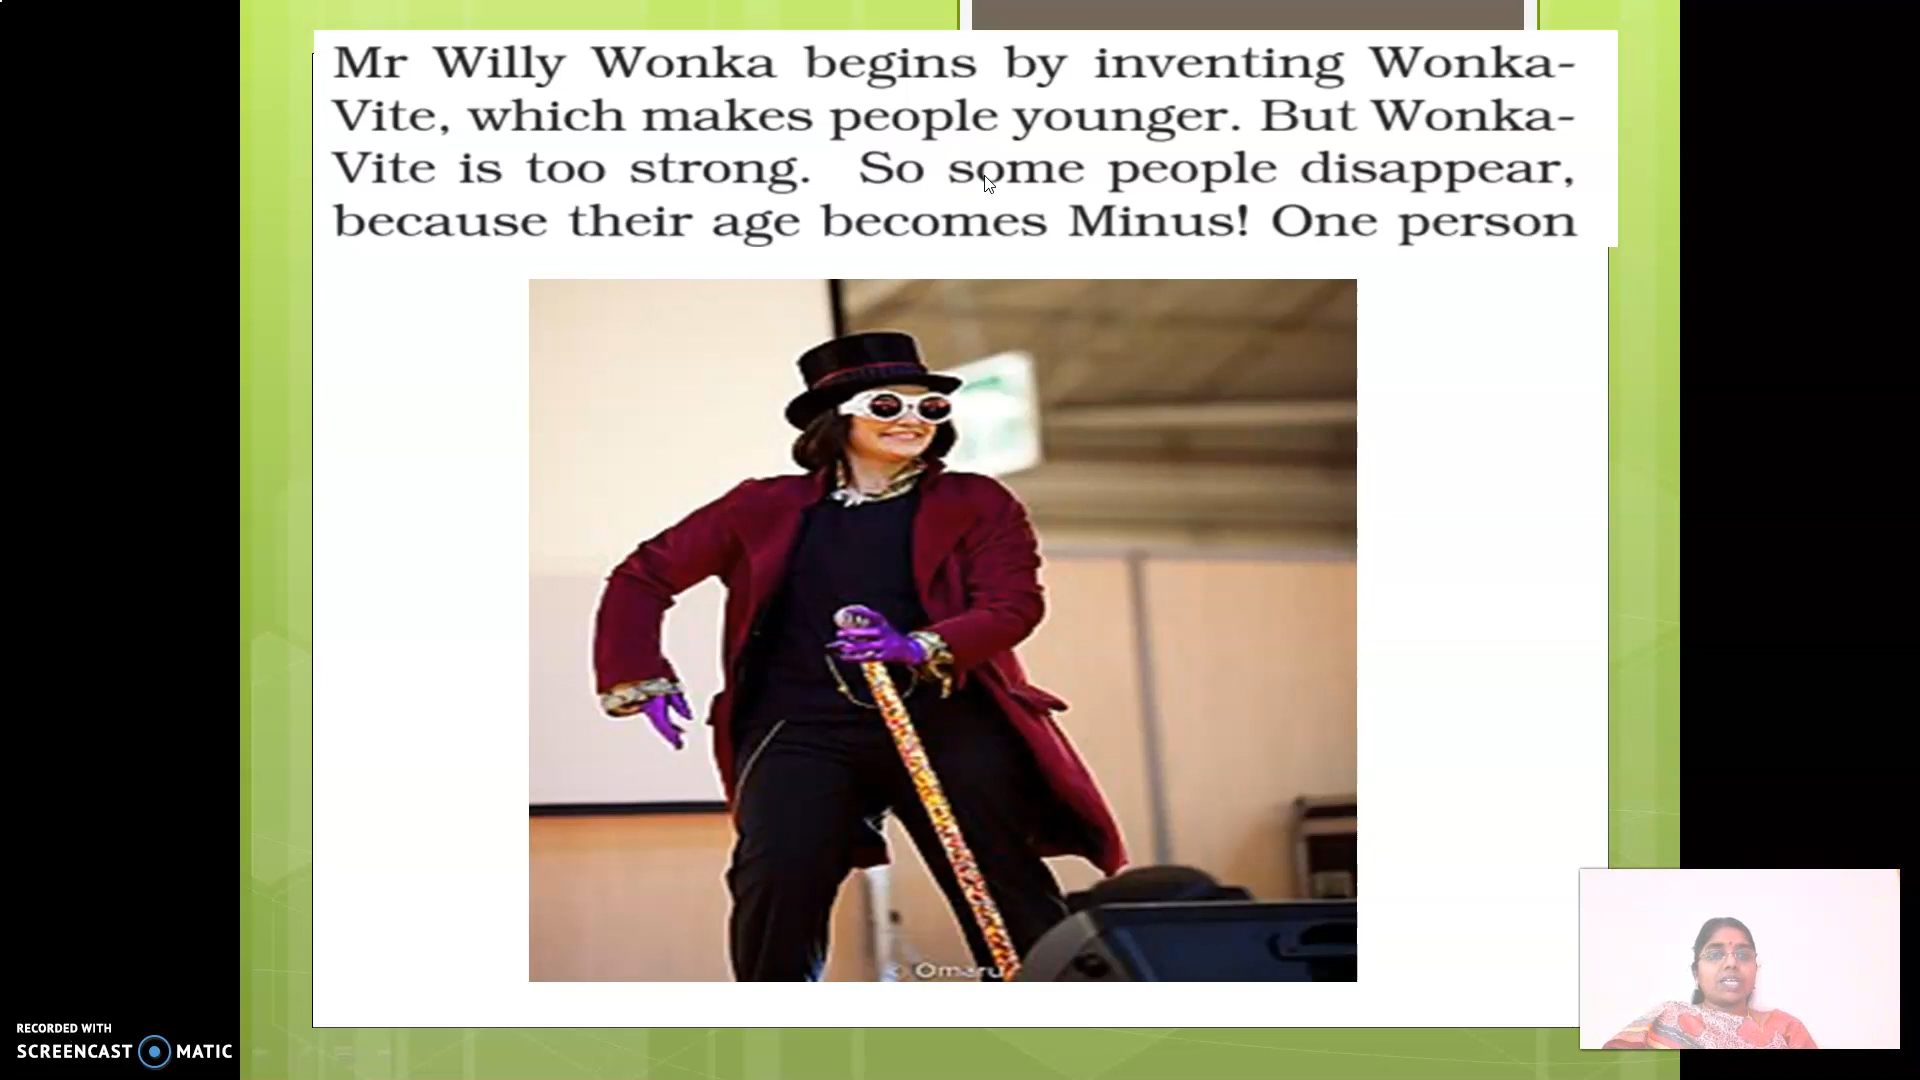 Mr Willy Wonka begins by inventing Wonka-
Vite, which makes people younger. But Wonka-
Vite is too strong. So some people disappear,
because their age becomes Minus! One person
© Omaru
RECORDED WITH
SCREENCAST MATIC